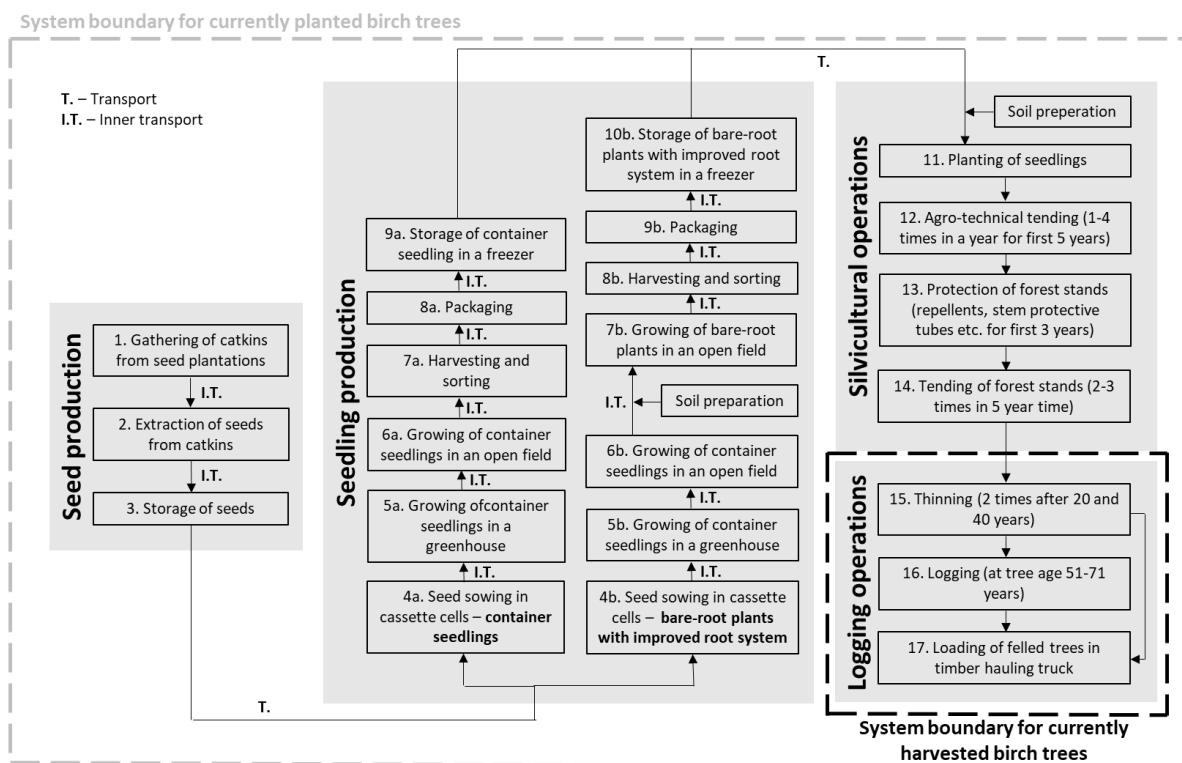 System boundary for currently planted birch trees
T. – Transport
I.T. – Inner transport
Seed production
1. Gathering of catkins
from seed plantations
I.T.
2. Extraction of seeds
from catkins
I.T.
3. Storage of seeds
T.
Seedling production
4a. Seed sowing in
cassette cells – container
seedlings
I.T.
5a. Growing ofcontainer
seedlings in a
greenhouse
I.T.
6a. Growing of container
seedlings in an open field
I.T.
7a. Harvesting and
sorting
I.T.
8a. Packaging
I.T.
9a. Storage of container
seedling in a freezer
4b. Seed sowing in cassette
cells – bare-root plants
with improved root system
I.T.
5b. Growing of container
seedlings in a greenhouse
I.T.
6b. Growing of container
seedlings in an open field
I.T.
Soil preparation
7b. Growing of bare-root
plants in an open field
I.T.
8b. Harvesting and sorting
I.T.
9b. Packaging
I.T.
10b. Storage of bare-root
plants with improved root
system in a freezer
T.
Silvicultural operations
Soil preperation
11. Planting of seedlings
12. Agro-technical tending (1-4
times in a year for first 5 years)
13. Protection of forest stands
(repellents, stem protective
tubes etc. for first 3 years)
14. Tending of forest stands (2-3
times in 5 year time)
Logging operations
15. Thinning (2 times after 20 and
40 years)
16. Logging (at tree age 51-71
years)
17. Loading of felled trees in
timber hauling truck
System boundary for currently
harvested birch trees